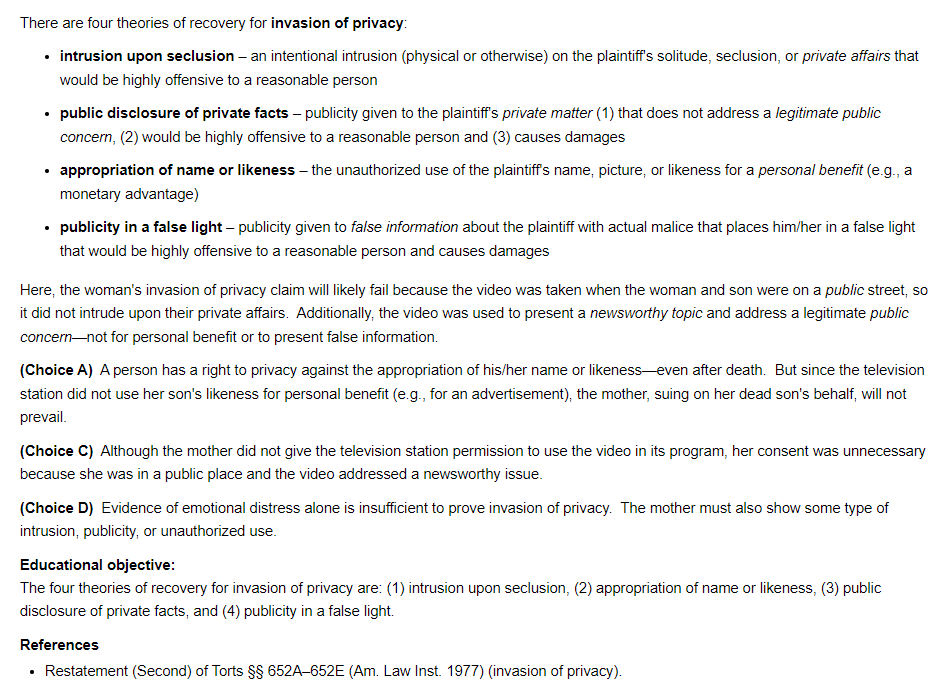 There are four theories of recovery for invasion of privacy:
• intrusion upon seclusion – an intentional intrusion (physical or otherwise) on the plaintiff's solitude, seclusion, or private affairs that
would be highly offensive to a reasonable person
• public disclosure of private facts – publicity given to the plaintiff's private matter (1) that does not address a legitimate public
concern, (2) would be highly offensive to a reasonable person and (3) causes damages
• appropriation of name or likeness – the unauthorized use of the plaintiff's name, picture, or likeness for a personal benefit (e.g., a
monetary advantage)
• publicity in a false light – publicity given to false information about the plaintiff with actual malice that places him/her in a false light
that would be highly offensive to a reasonable person and causes damages
Here, the woman's invasion of privacy claim will likely fail because the video was taken when the woman and son were on a public street, so
it did not intrude upon their private affairs.  Additionally, the video was used to present a newsworthy topic and address a legitimate public
concern—not for personal benefit or to present false information.
(Choice A)  A person has a right to privacy against the appropriation of his/her name or likeness—even after death.  But since the television
station did not use her son's likeness for personal benefit (e.g., for an advertisement), the mother, suing on her dead son's behalf, will not
prevail.
(Choice C)  Although the mother did not give the television station permission to use the video in its program, her consent was unnecessary
because she was in a public place and the video addressed a newsworthy issue.
(Choice D)  Evidence of emotional distress alone is insufficient to prove invasion of privacy.  The mother must also show some type of
intrusion, publicity, or unauthorized use.
Educational objective:
The four theories of recovery for invasion of privacy are: (1) intrusion upon seclusion, (2) appropriation of name or likeness, (3) public
disclosure of private facts, and (4) publicity in a false light.
References
• Restatement (Second) of Torts §§ 652A–652E (Am. Law Inst. 1977) (invasion of privacy).